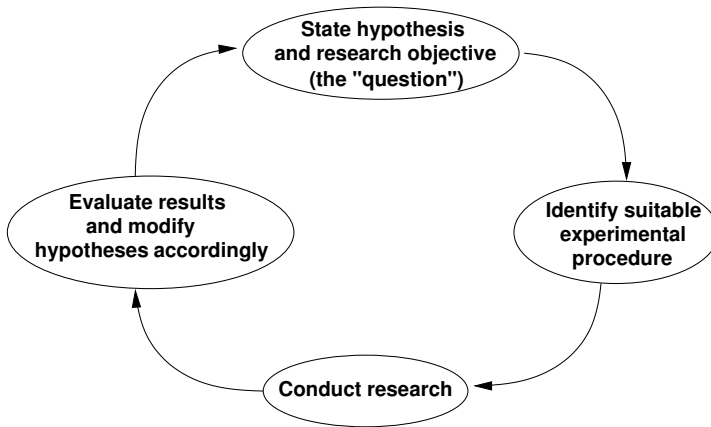 State hypothesis
and research objective
(the "question")
Identify suitable
experimental
procedure
Conduct research
Evaluate results
and modify
hypotheses accordingly